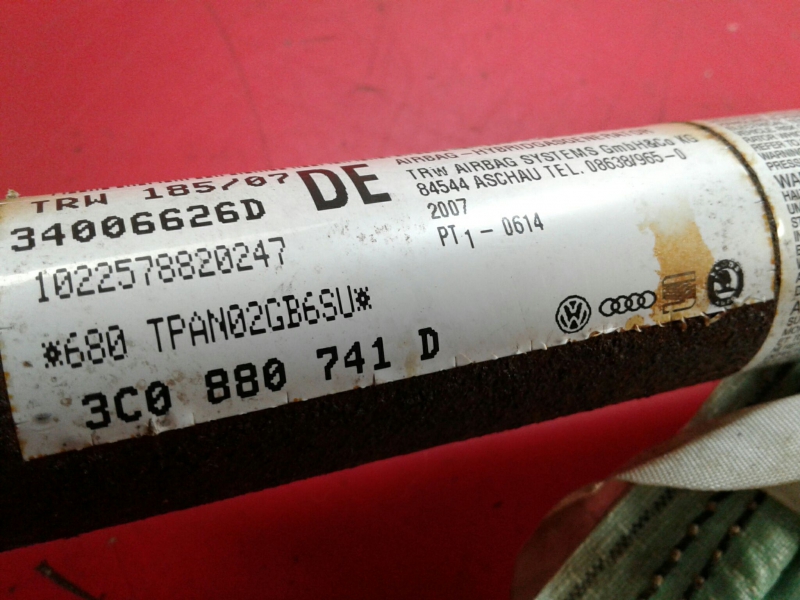 TRW 185/07
34006626D
DE
1022578820247
*680 TPAN02GB6SU*
3C0 880 741 D
AIRBAG - HYBRIDGASGENERATOR
TRW AIRBAG SYSTEMS GmbH&Co KG
84544 ASCHAU TEL. 08638/965-0
2007
PT1 - 0614